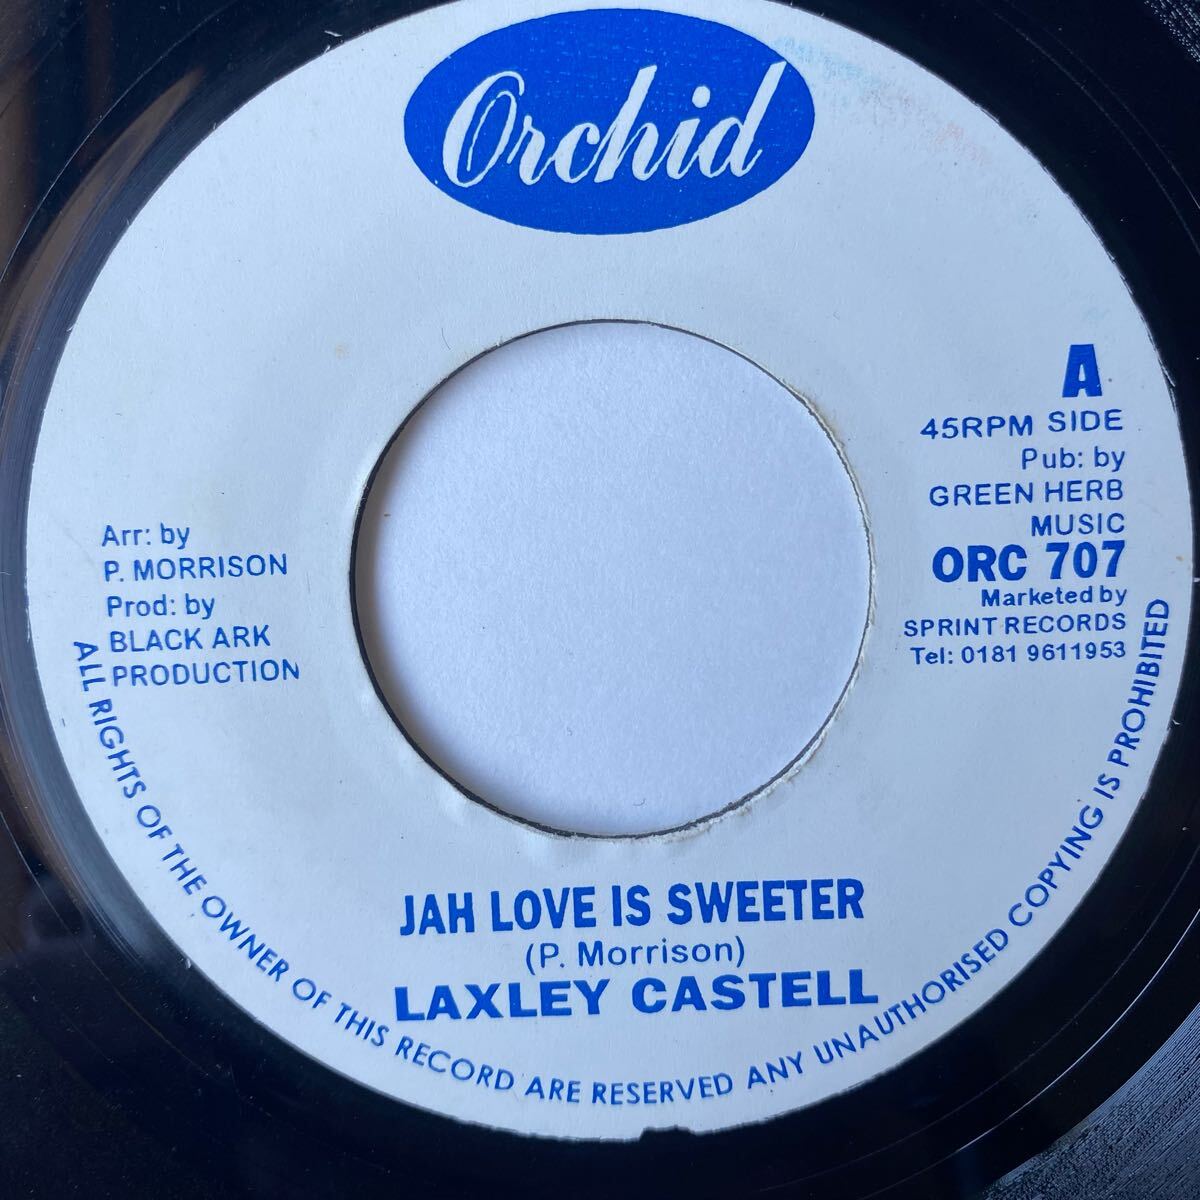 Orchid
A
45RPM SIDE
Pub: by
GREEN HERB
MUSIC
ORC 707
Marketed by
SPRINT RECORDS
Tel: 0181 9611953
Arr: by
P. MORRISON
Prod: by
BLACK ARK
PRODUCTION
JAH LOVE IS SWEETER
(P. Morrison)
LAXLEY CASTELL
ALL RIGHTS OF THE OWNER OF THIS RECORD ARE RESERVED ANY UNAUTHORISED COPYING IS PROHIBITED